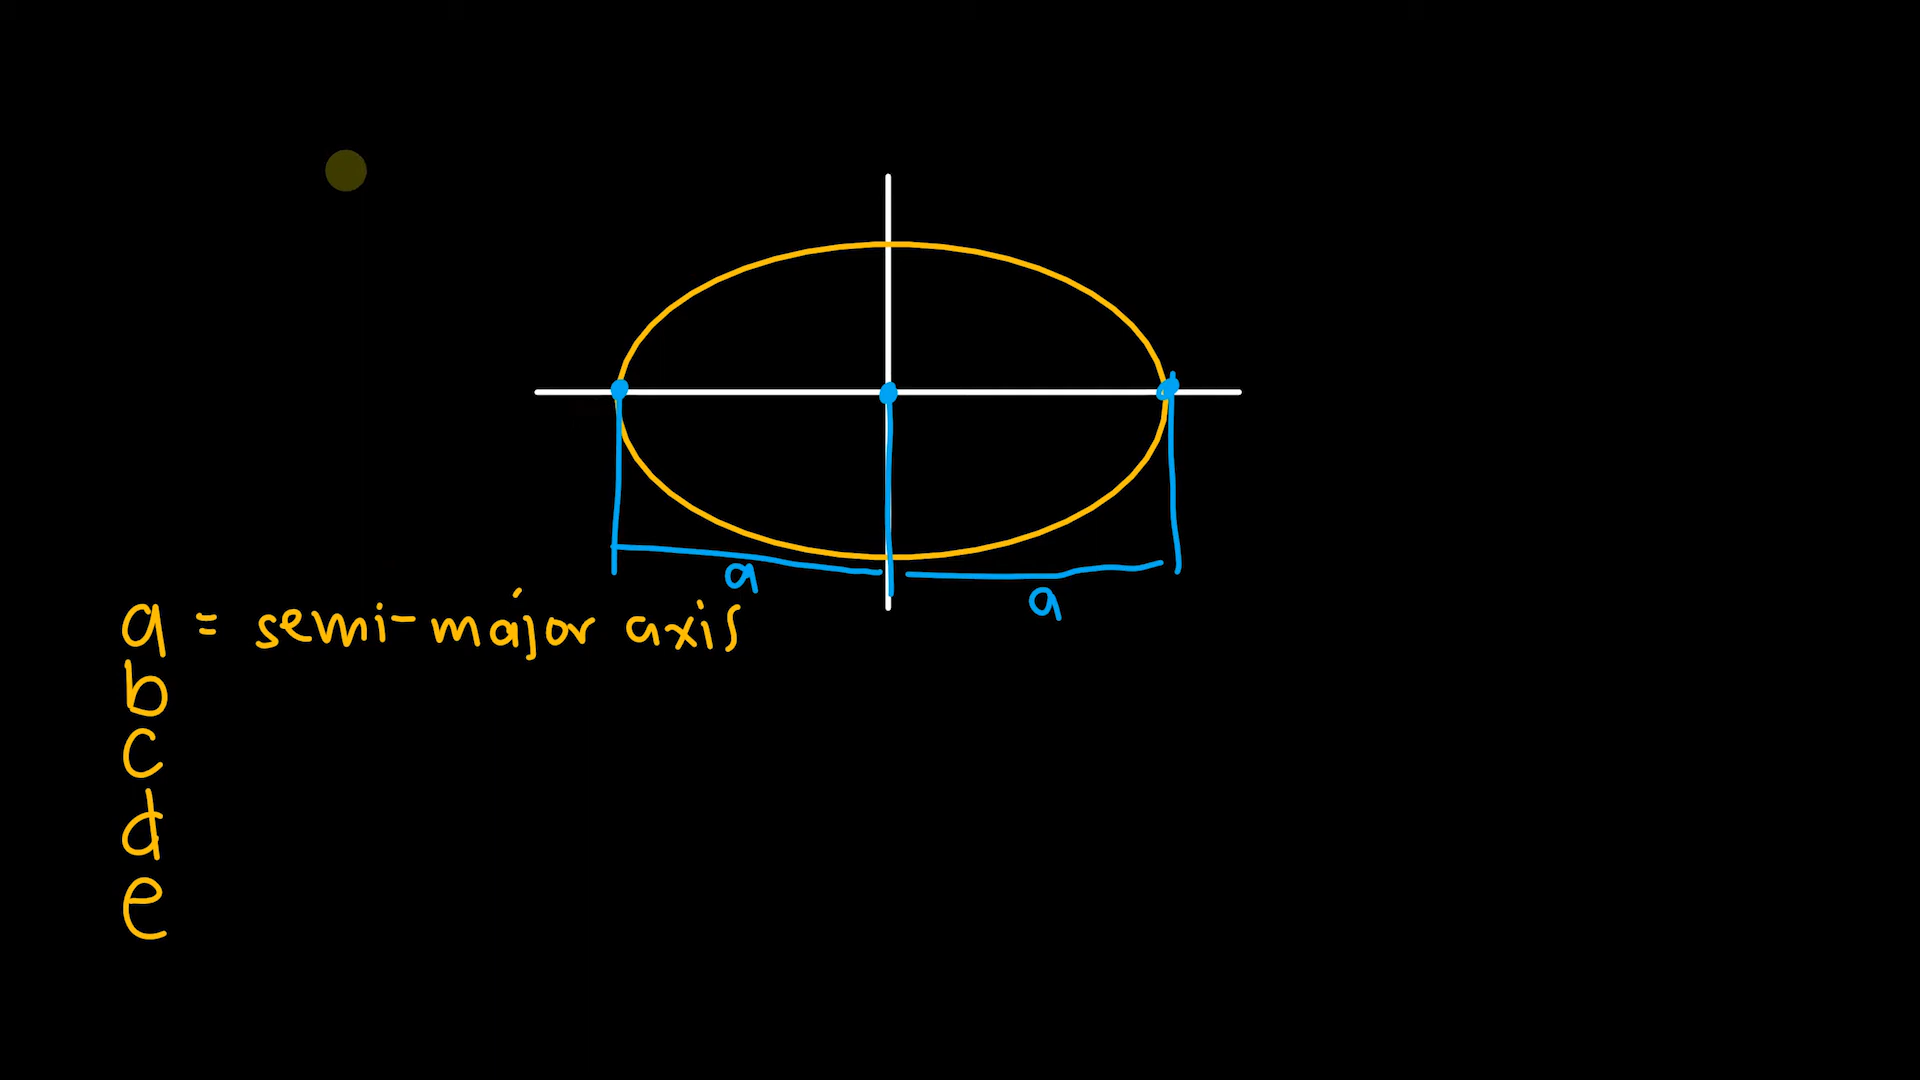 a
a
a = semi-major axis
b
c
d
e